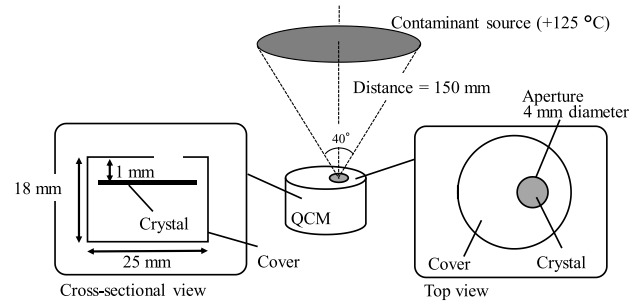 Contaminant source (+125 °C)
Distance = 150 mm
40°
Aperture
4 mm diameter
1 mm
18 mm
Crystal
25 mm
Cover
QCM
Cover
Crystal
Cross-sectional view
Top view